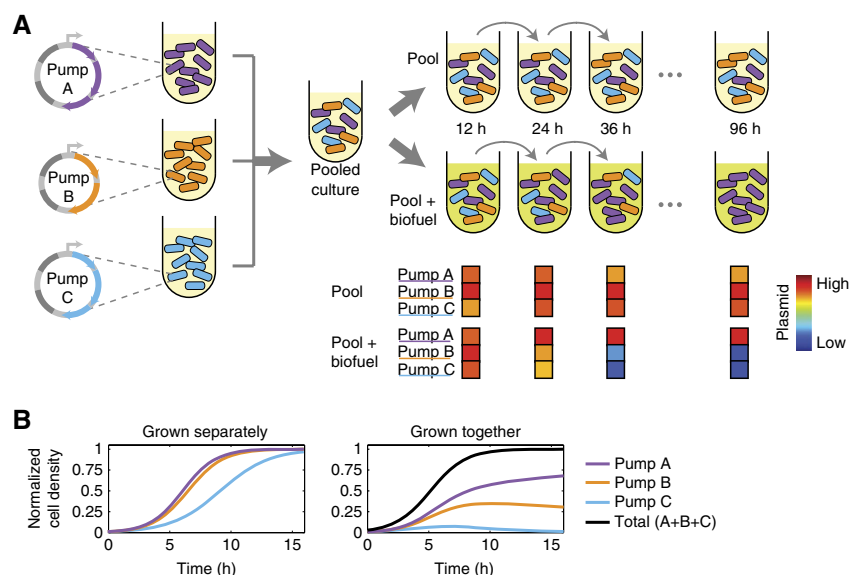 A
Pump
A
Pump
B
Pump
C
Pooled
culture
Pool
12 h 24 h 36 h 96 h
Pool +
biofuel
Pool
Pump A
Pump B
Pump C
Pool +
biofuel
Pump A
Pump B
Pump C
Plasmid
High
Low
B
Grown separately
Normalized
cell density
1
0.75
0.5
0.25
0
0 5 10 15
Time (h)
Grown together
1
0.75
0.5
0.25
0
0 5 10 15
Time (h)
Pump A
Pump B
Pump C
Total (A+B+C)